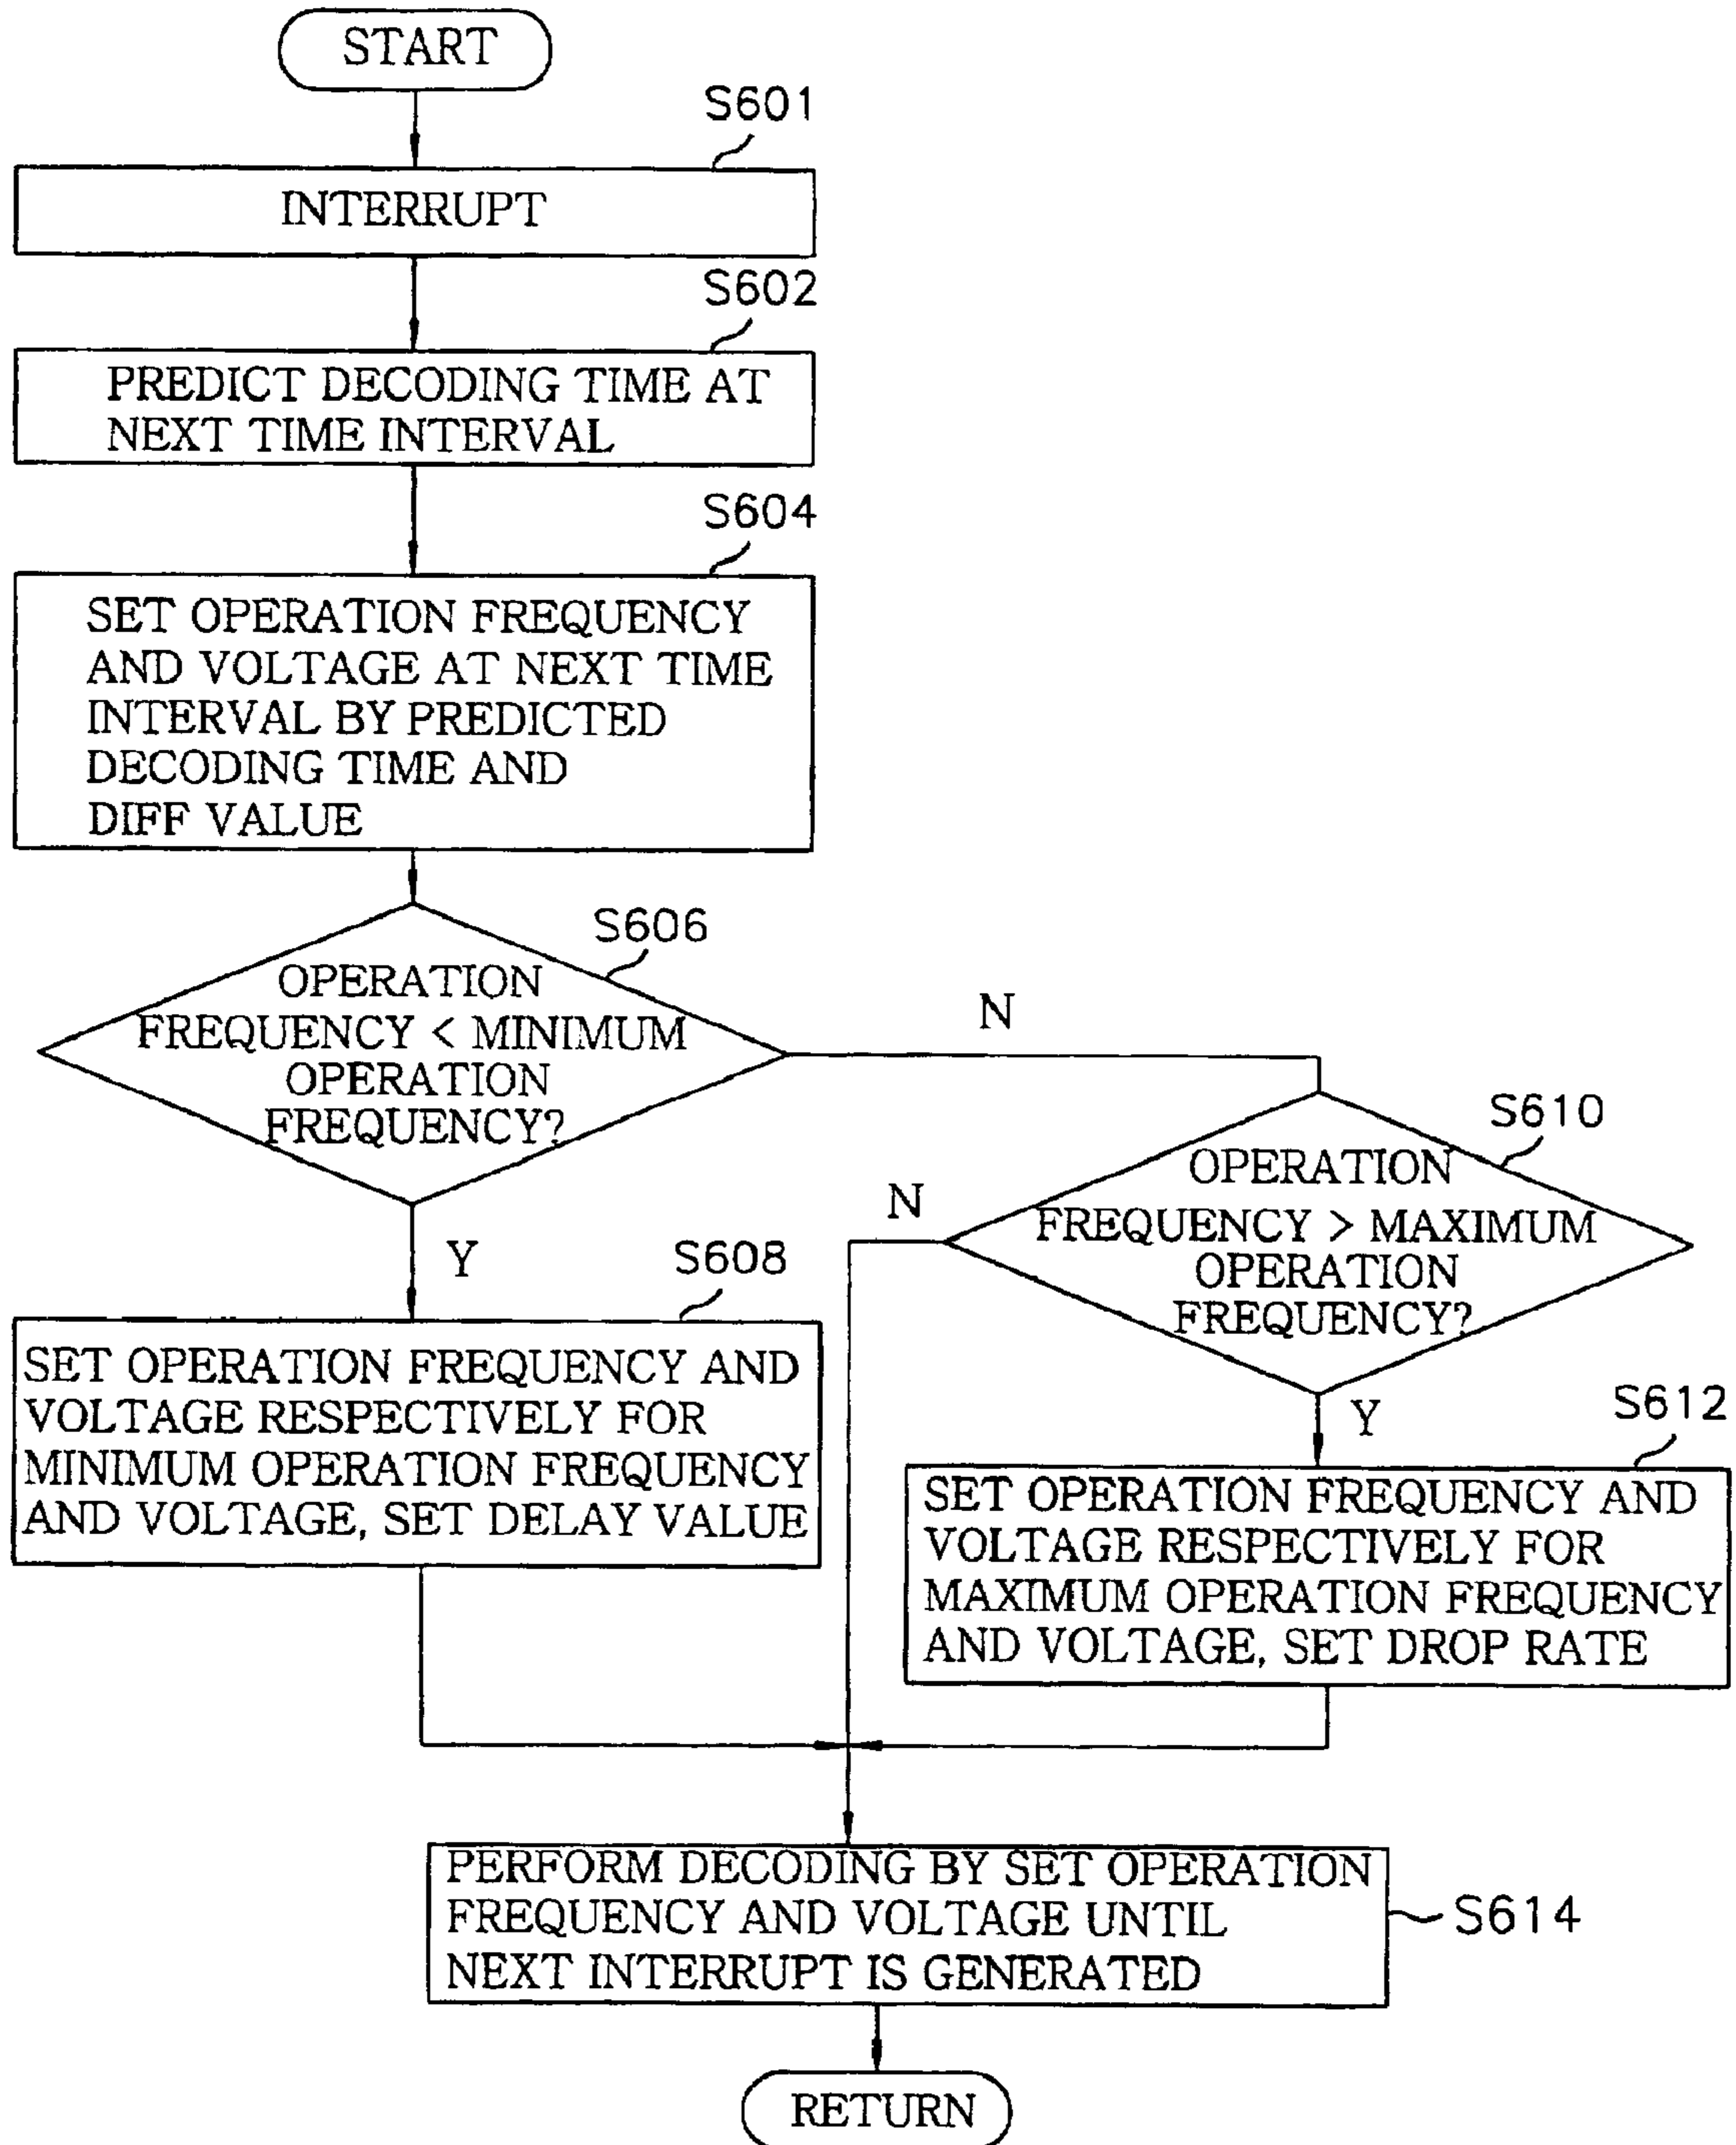 START
S601
INTERRUPT
S602
PREDICT DECODING TIME AT
NEXT TIME INTERVAL
S604
SET OPERATION FREQUENCY
AND VOLTAGE AT NEXT TIME
INTERVAL BY PREDICTED
DECODING TIME AND
DIFF VALUE
S606
OPERATION
FREQUENCY < MINIMUM
OPERATION
FREQUENCY?
N
Y
S610
OPERATION
FREQUENCY > MAXIMUM
OPERATION
FREQUENCY?
N
Y
S608
SET OPERATION FREQUENCY AND
VOLTAGE RESPECTIVELY FOR
MINIMUM OPERATION FREQUENCY
AND VOLTAGE, SET DELAY VALUE
S612
SET OPERATION FREQUENCY AND
VOLTAGE RESPECTIVELY FOR
MAXIMUM OPERATION FREQUENCY
AND VOLTAGE, SET DROP RATE
PERFORM DECODING BY SET OPERATION
FREQUENCY AND VOLTAGE UNTIL
NEXT INTERRUPT IS GENERATED
S614
RETURN